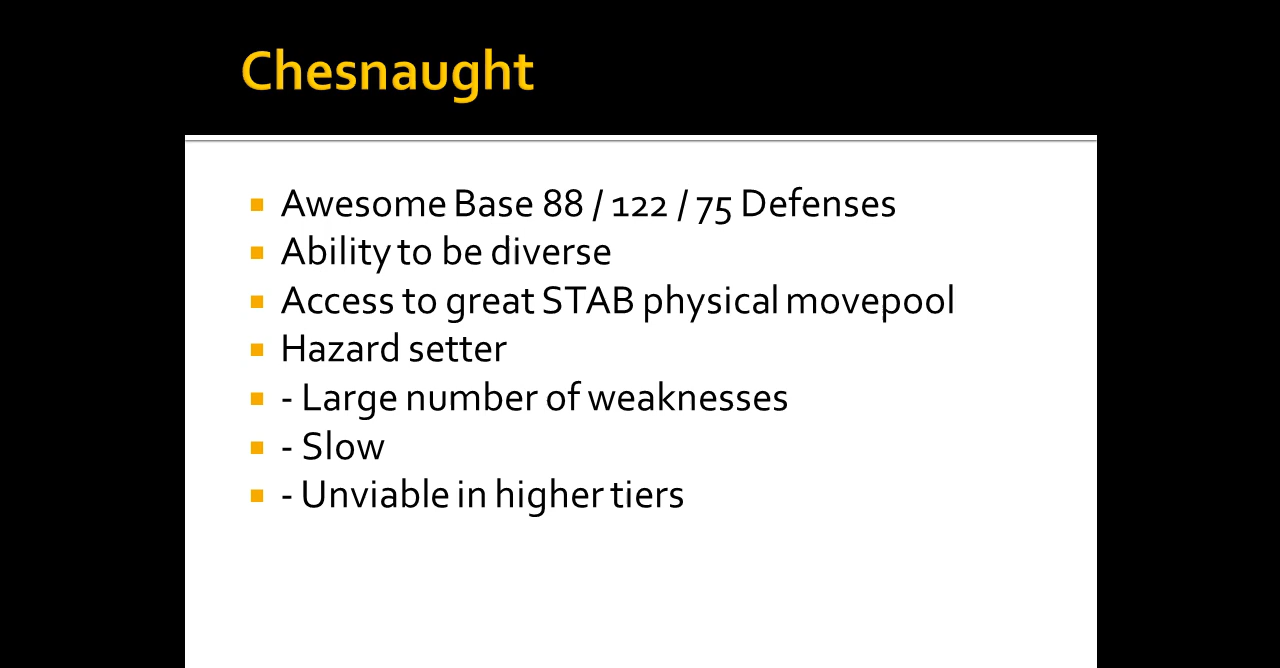 Chesnaught
Awesome Base 88 / 122 / 75 Defenses
Ability to be diverse
Access to great STAB physical movepool
Hazard setter
- Large number of weaknesses
- Slow
- Unviable in higher tiers